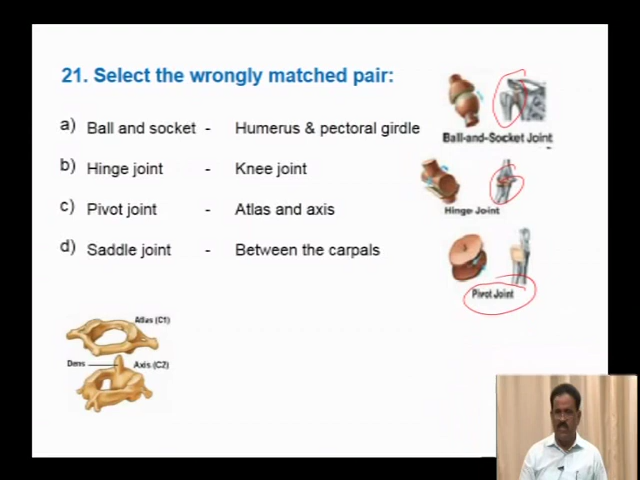 21. Select the wrongly matched pair:
a) Ball and socket - Humerus & pectoral girdle
b) Hinge joint - Knee joint
c) Pivot joint - Atlas and axis
d) Saddle joint - Between the carpals
Ball-and-Socket Joint
Hinge Joint
Pivot Joint
Atlas (C1)
Dens
Axis (C2)